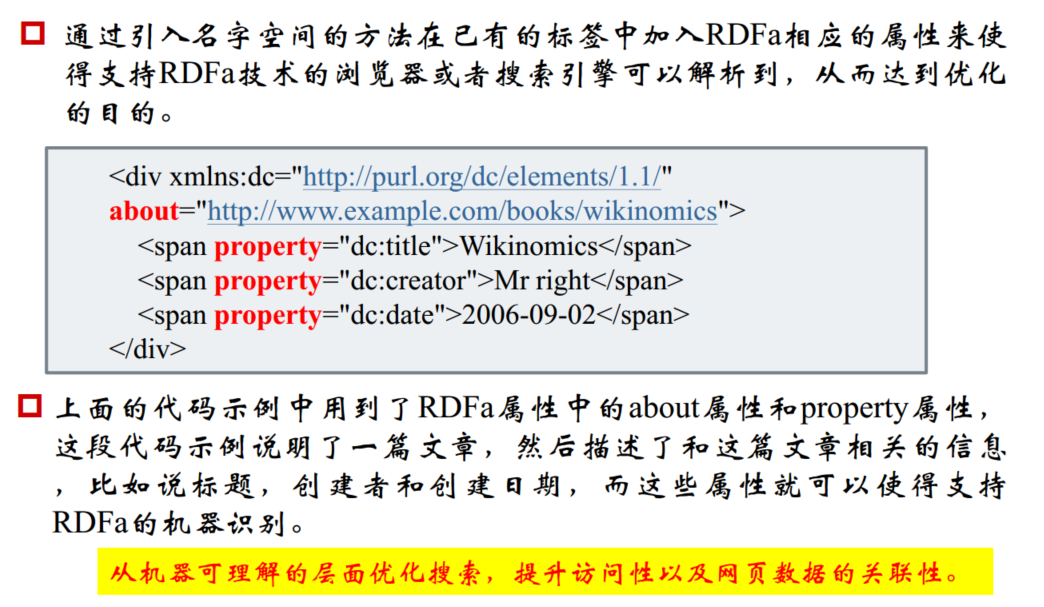 通过引入名字空间的方法在已有的标签中加入RDFa相应的属性来使
得支持RDFa技术的浏览器或者搜索引擎可以解析到，从而达到优化
的目的。
<div xmlns:dc="http://purl.org/dc/elements/1.1/"
about="http://www.example.com/books/wikinomics">
<span property="dc:title">Wikinomics</span>
<span property="dc:creator">Mr right</span>
<span property="dc:date">2006-09-02</span>
</div>
上面的代码示例中用到了RDFa属性中的about属性和property属性，
这段代码示例说明了一篇文章，然后描述了和这篇文章相关的信息
，比如说标题，创建者和创建日期，而这些属性就可以使得支持
RDFa的机器识别。
从机器可理解的层面优化搜索，提升访问性以及网页数据的关联性。